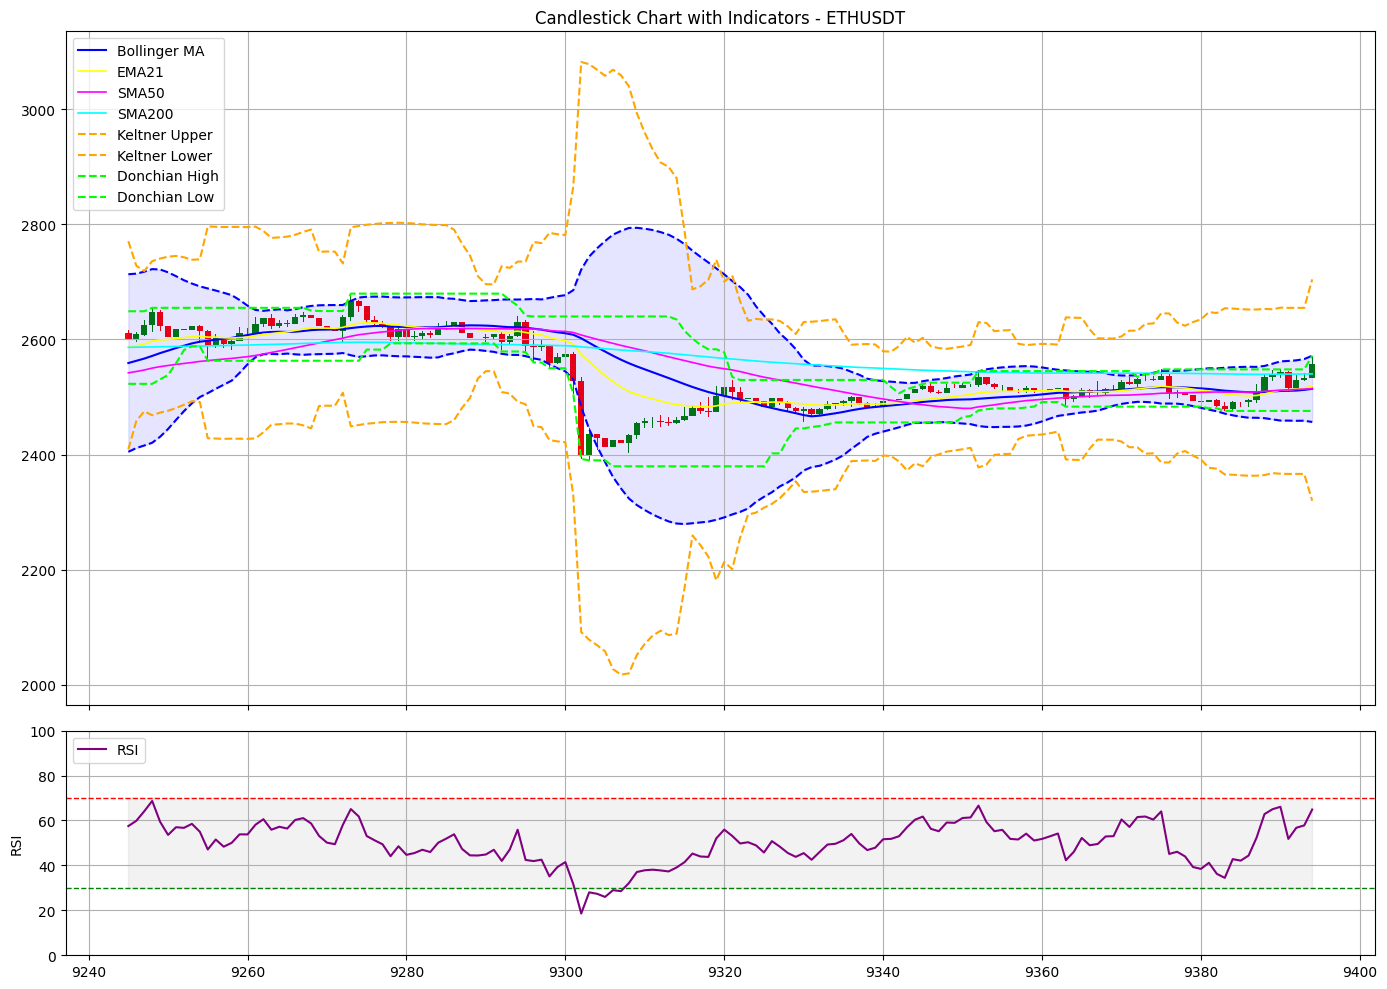 Candlestick Chart with Indicators - ETHUSDT
Bollinger MA
EMA21
SMA50
SMA200
Keltner Upper
Keltner Lower
Donchian High
Donchian Low
3000
2800
2600
2400
2200
2000
RSI
100
80
60
40
20
0
RSI
9240 9260 9280 9300 9320 9340 9360 9380 9400